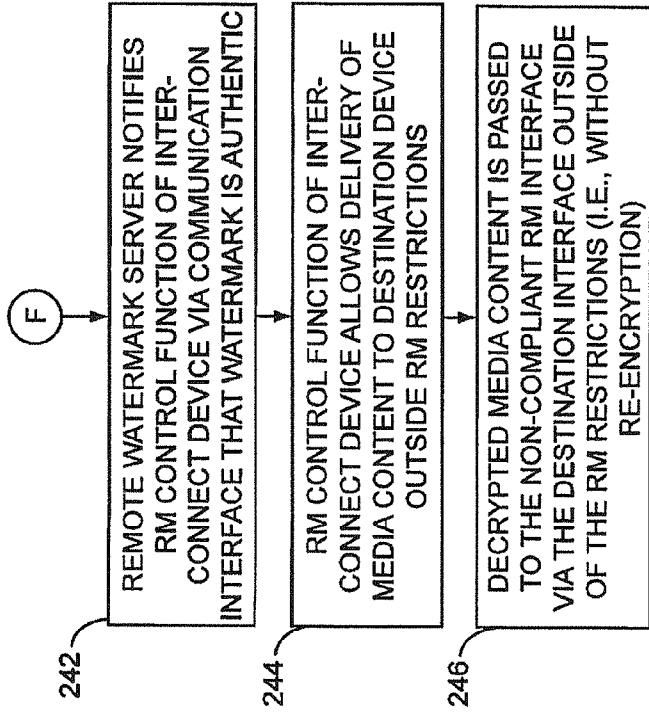 F
242
REMOTE WATERMARK SERVER NOTIFIES
RM CONTROL FUNCTION OF INTER-
CONNECT DEVICE VIA COMMUNICATION
INTERFACE THAT WATERMARK IS AUTHENTIC
244
RM CONTROL FUNCTION OF INTER-
CONNECT DEVICE ALLOWS DELIVERY OF
MEDIA CONTENT TO DESTINATION DEVICE
OUTSIDE RM RESTRICTIONS
246
DECRYPTED MEDIA CONTENT IS PASSED
TO THE NON-COMPLIANT RM INTERFACE
VIA THE DESTINATION INTERFACE OUTSIDE
OF THE RM RESTRICTIONS (I.E., WITHOUT
RE-ENCRYPTION)